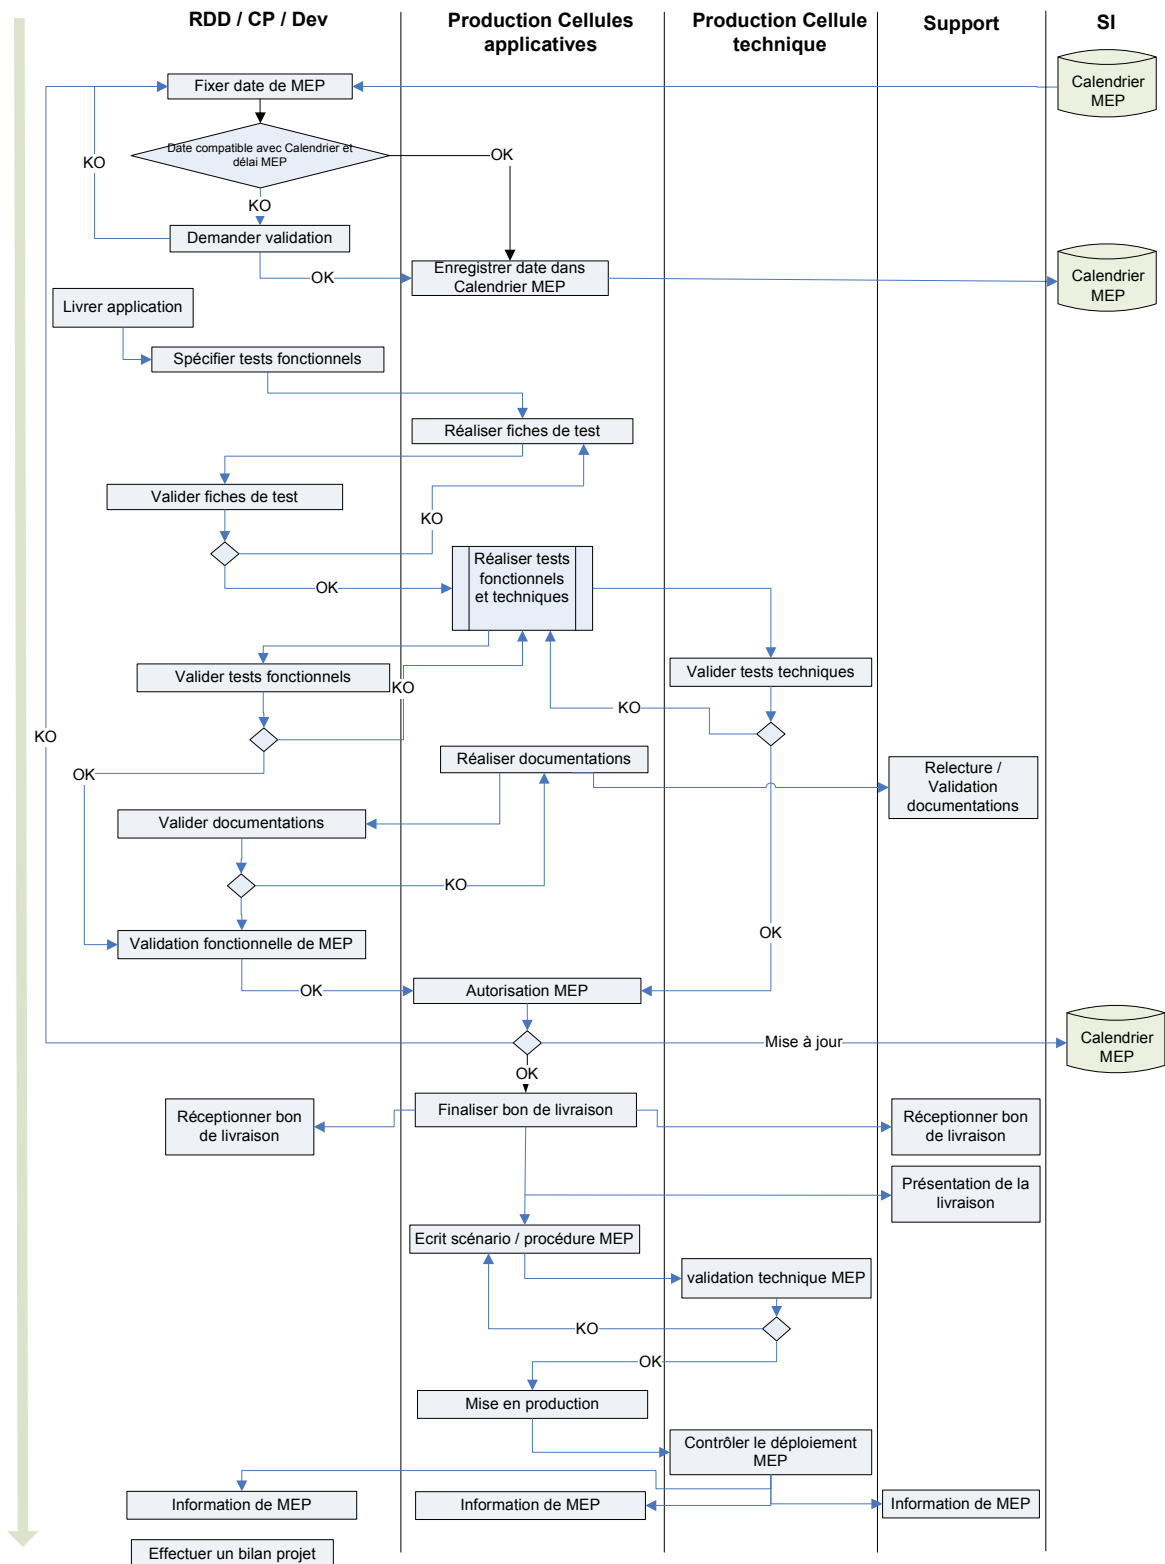 RDD / CP / Dev
Production Cellules
applicatives
Production Cellule
technique
Support
SI
Fixer date de MEP
Calendrier
MEP
Date compatible avec Calendrier et
délai MEP
OK
KO
KO
Demander validation
OK
Enregistrer date dans
Calendrier MEP
Calendrier
MEP
Livrer application
Spécifier tests fonctionnels
Réaliser fiches de test
Valider fiches de test
KO
OK
Réaliser tests
fonctionnels
et techniques
Valider tests fonctionnels
KO
Valider tests techniques
KO
KO
OK
Réaliser documentations
Relecture /
Validation
documentations
Valider documentations
KO
OK
Validation fonctionnelle de MEP
OK
Autorisation MEP
Mise à jour
Calendrier
MEP
OK
Réceptionner bon
de livraison
Finaliser bon de livraison
Réceptionner bon
de livraison
Présentation de la
livraison
Ecrit scénario / procédure MEP
validation technique MEP
KO
OK
Mise en production
Contrôler le déploiement
MEP
Information de MEP
Information de MEP
Information de MEP
Effectuer un bilan projet